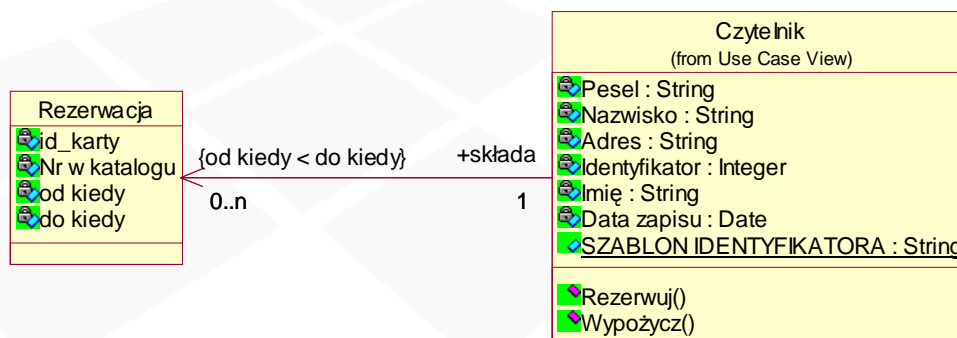 Rezerwacja
id_karty
Nr w katalogu
od kiedy
do kiedy
{od kiedy < do kiedy}
+składa
0..n
1
Czytelnik
(from Use Case View)
Pesel : String
Nazwisko : String
Adres : String
Identyfikator : Integer
Imię : String
Data zapisu : Date
SZABLON IDENTYFIKATORA : String
Rezerwuj()
Wypożycz()